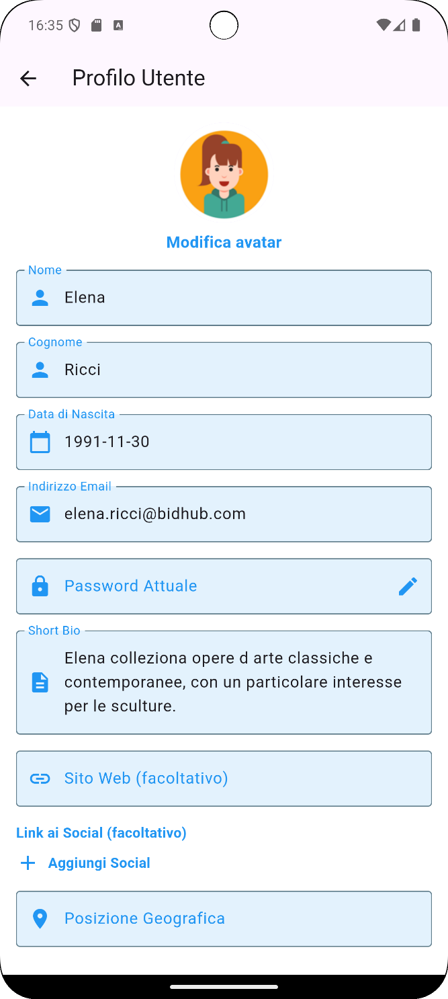 16:35
Profilo Utente
Modifica avatar
Nome
Elena
Cognome
Ricci
Data di Nascita
1991-11-30
Indirizzo Email
elena.ricci@bidhub.com
Password Attuale
Short Bio
Elena colleziona opere d arte classiche e
contemporanee, con un particolare interesse
per le sculture.
Sito Web (facoltativo)
Link ai Social (facoltativo)
Aggiungi Social
Posizione Geografica